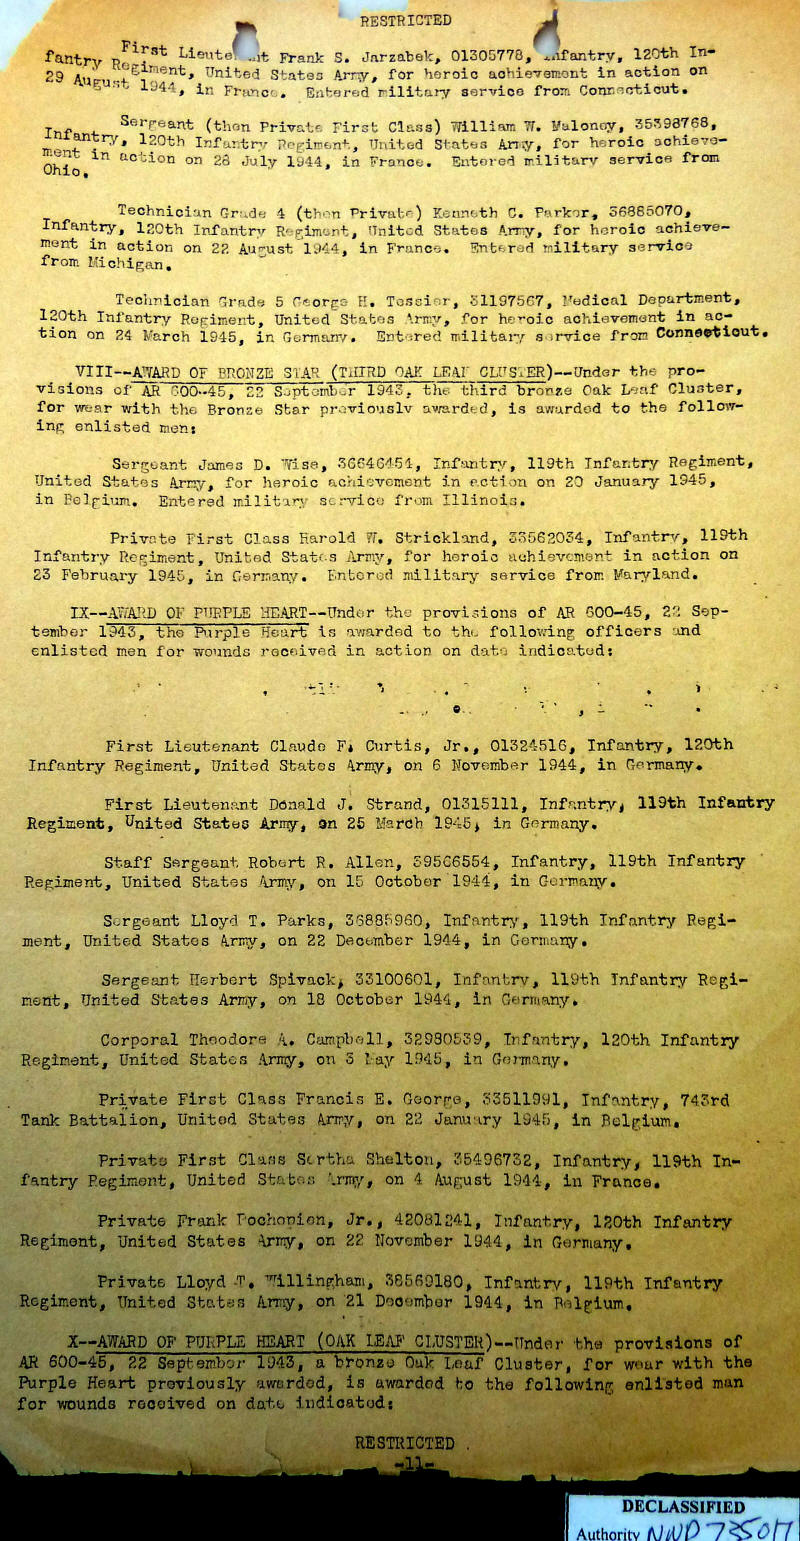 RESTRICTED
First Lieutenant Frank S. Jarzabek, 01305778, Infantry, 120th In-
fantry Regiment, United States Army, for heroic achievement in action on
29 August 1944, in France. Entered military service from Connecticut.
Sergeant (then Private First Class) William W. Maloney, 35398768,
Infantry, 120th Infantry Regiment, United States Army, for heroic achieve-
ment in action on 28 July 1944, in France. Entered military service from
Ohio.
Technician Grade 4 (then Private) Kenneth C. Parker, 36885070,
Infantry, 120th Infantry Regiment, United States Army, for heroic achieve-
ment in action on 22 August 1944, in France. Entered military service
from Michigan.
Technician Grade 5 George H. Tessier, 31197567, Medical Department,
120th Infantry Regiment, United States Army, for heroic achievement in ac-
tion on 24 March 1945, in Germany. Entered military service from Connecticut.
VIII--AWARD OF BRONZE STAR (THIRD OAK LEAF CLUSTER)--Under the pro-
visions of AR 600-45, 22 September 1943, the third bronze Oak Leaf Cluster,
for wear with the Bronze Star previously awarded, is awarded to the follow-
ing enlisted men:
Sergeant James D. Wise, 36646454, Infantry, 119th Infantry Regiment,
United States Army, for heroic achievement in action on 20 January 1945,
in Belgium. Entered military service from Illinois.
Private First Class Harold W. Strickland, 33562034, Infantry, 119th
Infantry Regiment, United States Army, for heroic achievement in action on
23 February 1945, in Germany. Entered military service from Maryland.
IX--AWARD OF PURPLE HEART--Under the provisions of AR 600-45, 22 Sep-
tember 1943, the Purple Heart is awarded to the following officers and
enlisted men for wounds received in action on date indicated:
First Lieutenant Claude F. Curtis, Jr., 01324516, Infantry, 120th
Infantry Regiment, United States Army, on 6 November 1944, in Germany.
First Lieutenant Donald J. Strand, 01315111, Infantry, 119th Infantry
Regiment, United States Army, on 25 March 1945, in Germany.
Staff Sergeant Robert R. Allen, 39566554, Infantry, 119th Infantry
Regiment, United States Army, on 15 October 1944, in Germany.
Sergeant Lloyd T. Parks, 36885960, Infantry, 119th Infantry Regi-
ment, United States Army, on 22 December 1944, in Germany.
Sergeant Herbert Spivack, 33100601, Infantry, 119th Infantry Regi-
ment, United States Army, on 18 October 1944, in Germany.
Corporal Theodore A. Campbell, 32980539, Infantry, 120th Infantry
Regiment, United States Army, on 3 May 1945, in Germany.
Private First Class Francis E. George, 33511991, Infantry, 743rd
Tank Battalion, United States Army, on 22 January 1945, in Belgium.
Private First Class Shelton, 35496732, Infantry, 119th In-
fantry Regiment, United States Army, on 4 August 1944, in France.
Private Frank Jr., 42081241, Infantry, 120th Infantry
Regiment, United States Army, on 22 November 1944, in Germany.
Private Lloyd T. Willingham, 38569180, Infantry, 119th Infantry
Regiment, United States Army, on 21 December 1944, in Belgium.
X--AWARD OF PURPLE HEART (OAK LEAF CLUSTER)--Under the provisions of
AR 600-45, 22 September 1943, a bronze Oak Leaf Cluster, for wear with the
Purple Heart previously awarded, is awarded to the following enlisted man
for wounds received on date indicated:
RESTRICTED
-11-
DECLASSIFIED
Authority NND 735017